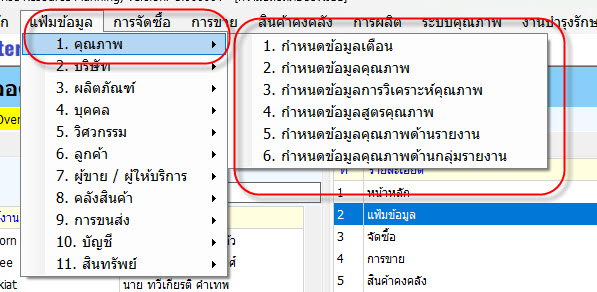 แฟ้มข้อมูล การจัดซื้อ การขาย สินค้าคงคลัง การผลิต ระบบคุณภาพ งานบำรุงรักษ
1. คุณภาพ
2. บริษัท
3. ผลิตภัณฑ์
4. บุคคล
5. วิศวกรรม
6. ลูกค้า
7. ผู้ขาย / ผู้ให้บริการ
8. คลังสินค้า
9. การขนส่ง
10. บัญชี
11. สินทรัพย์
1. กำหนดข้อมูลเตือน
2. กำหนดข้อมูลคุณภาพ
3. กำหนดข้อมูลการวิเคราะห์คุณภาพ
4. กำหนดข้อมูลสูตรคุณภาพ
5. กำหนดข้อมูลคุณภาพด้านรายงาน
6. กำหนดข้อมูลคุณภาพด้านกลุ่มรายงาน
ที่ รายละเอียด
1 หน้าหลัก
2 แฟ้มข้อมูล
3 จัดซื้อ
4 การขาย
5 สินค้าคงคลัง
นาย ทวีเกียรติ คำเทพ